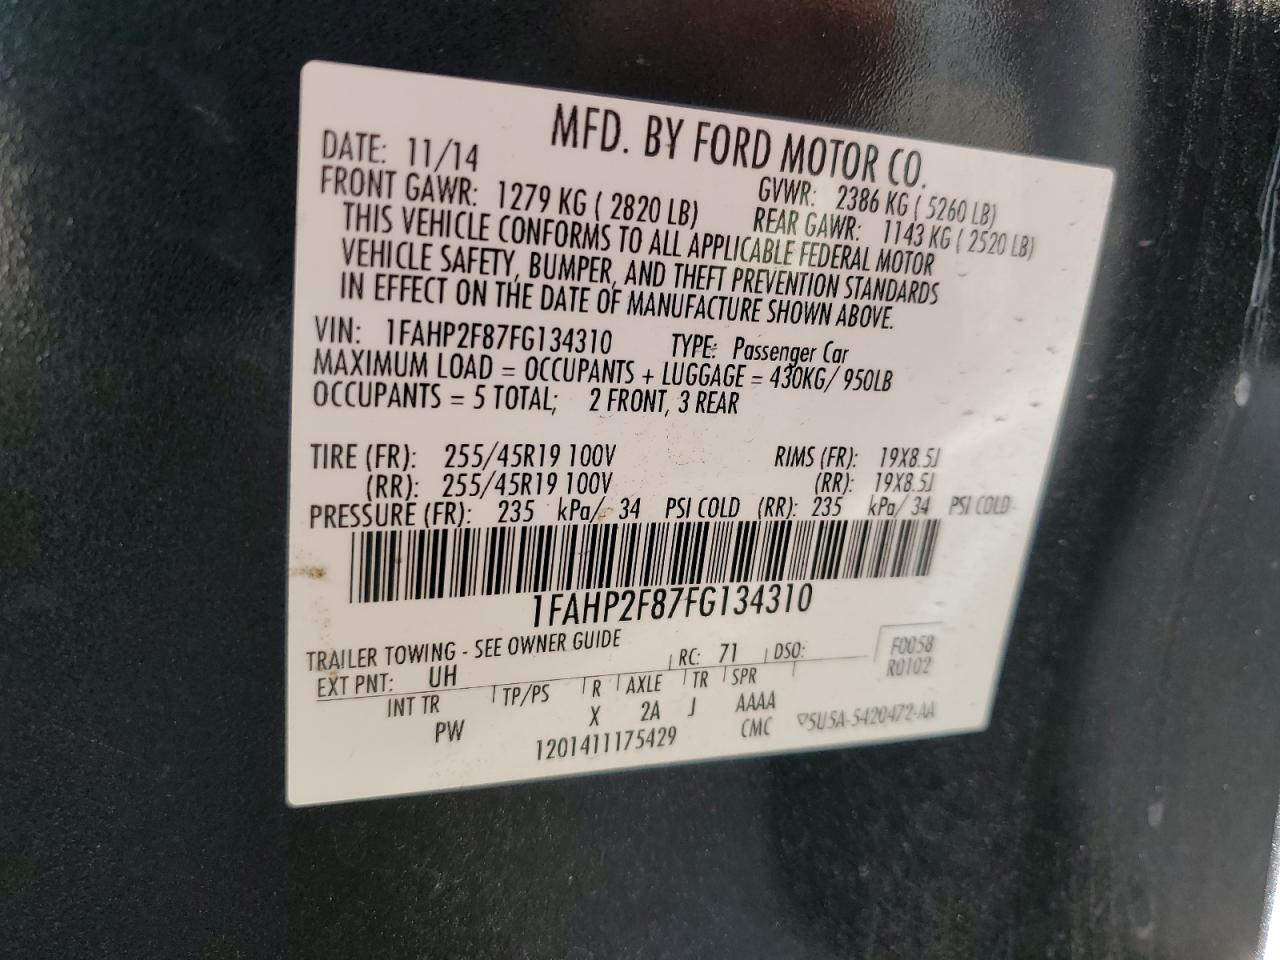 MFD. BY FORD MOTOR CO.
DATE: 11/14 GVWR: 2386 KG ( 5260 LB)
FRONT GAWR: 1279 KG ( 2820 LB) REAR GAWR: 1143 KG ( 2520 LB)
THIS VEHICLE CONFORMS TO ALL APPLICABLE FEDERAL MOTOR
VEHICLE SAFETY, BUMPER, AND THEFT PREVENTION STANDARDS
IN EFFECT ON THE DATE OF MANUFACTURE SHOWN ABOVE.
VIN: 1FAHP2F87FG134310 TYPE: Passenger Car
MAXIMUM LOAD = OCCUPANTS + LUGGAGE = 430KG/ 950LB
OCCUPANTS = 5 TOTAL; 2 FRONT, 3 REAR
TIRE (FR): 255/45R19 100V RIMS (FR): 19X8.5J
(RR): 255/45R19 100V (RR): 19X8.5J
PRESSURE (FR): 235 kPa/ 34 PSI COLD (RR): 235 kPa/ 34 PSI COLD
1FAHP2F87FG134310
TRAILER TOWING - SEE OWNER GUIDE
EXT PNT: UH RC: 71 DSO: F0058
R0102
INT TR TP/PS R AXLE TR SPR
PW X 2A J AAAA
1201411175429 CMC ▽5U5A-5420472-AA